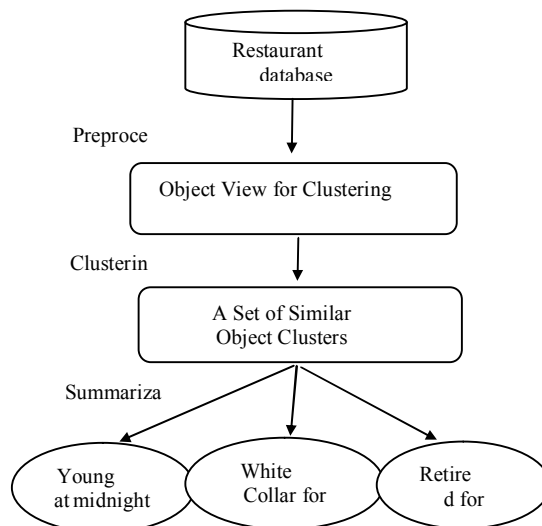 Restaurant
database
Preproce
Object View for Clustering
Clusterin
A Set of Similar
Object Clusters
Summariza
Young
at midnight
White
Collar for
Retire
d for